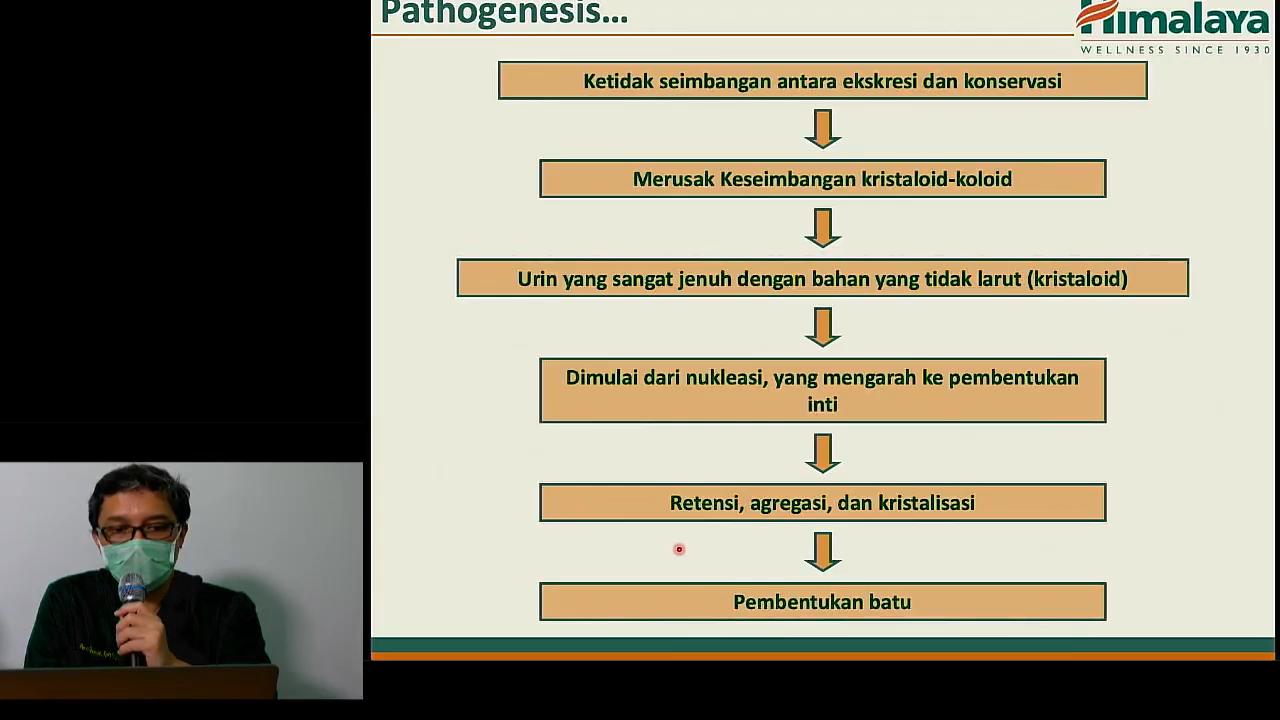 Pathogenesis...
Himalaya
WELLNESS SINCE 1930
Ketidak seimbangan antara ekskresi dan konservasi
Merusak Keseimbangan kristaloid-koloid
Urin yang sangat jenuh dengan bahan yang tidak larut (kristaloid)
Dimulai dari nukleasi, yang mengarah ke pembentukan
inti
Retensi, agregasi, dan kristalisasi
Pembentukan batu